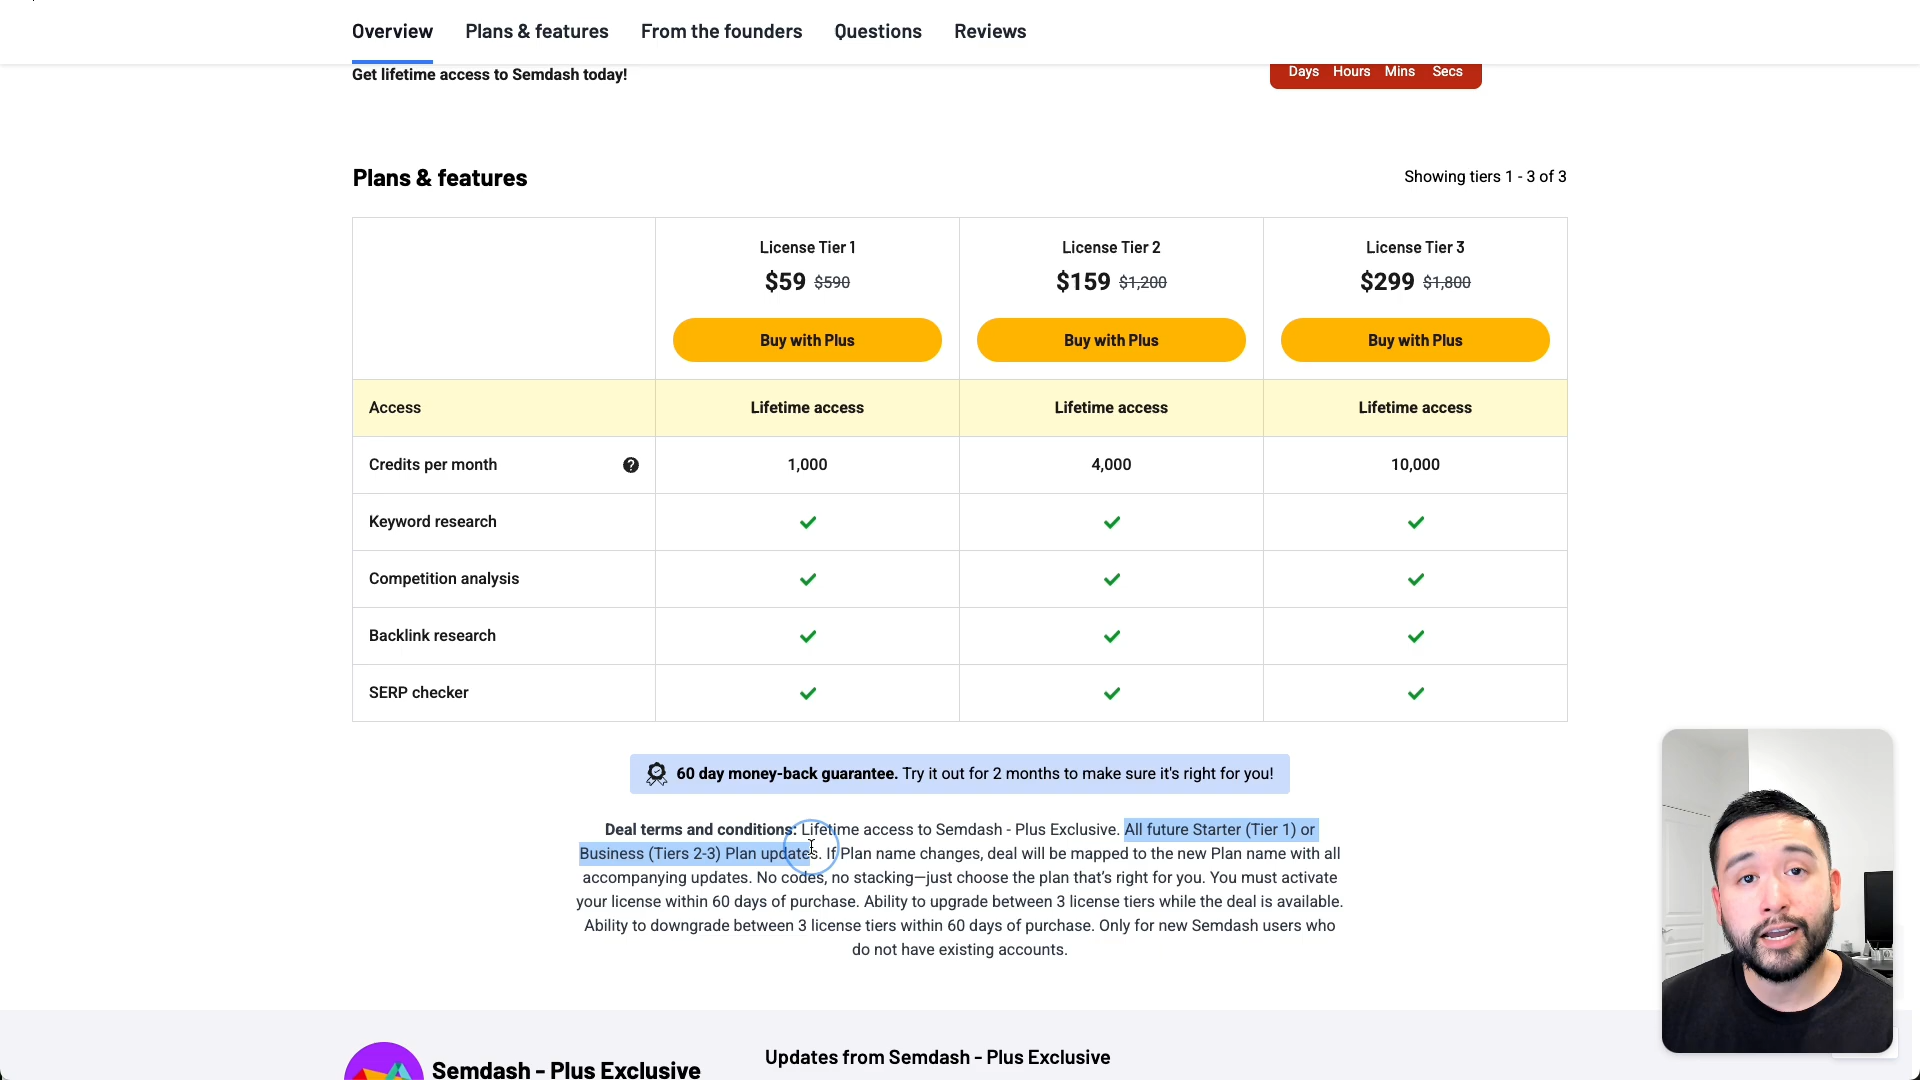 Overview Plans & features From the founders Questions Reviews
Get lifetime access to Semdash today!
Days Hours Mins Secs
Plans & features
Showing tiers 1 - 3 of 3
License Tier 1 License Tier 2 License Tier 3
$59 $590 $159 $1,200 $299 $1,800
Buy with Plus Buy with Plus Buy with Plus
Access Lifetime access Lifetime access Lifetime access
Credits per month ? 1,000 4,000 10,000
Keyword research
Competition analysis
Backlink research
SERP checker
60 day money-back guarantee. Try it out for 2 months to make sure it's right for you!
Deal terms and conditions: Lifetime access to Semdash - Plus Exclusive. All future Starter (Tier 1) or
Business (Tiers 2-3) Plan updates. If Plan name changes, deal will be mapped to the new Plan name with all
accompanying updates. No codes, no stacking—just choose the plan that's right for you. You must activate
your license within 60 days of purchase. Ability to upgrade between 3 license tiers while the deal is available.
Ability to downgrade between 3 license tiers within 60 days of purchase. Only for new Semdash users who
do not have existing accounts.
Semdash - Plus Exclusive
Updates from Semdash - Plus Exclusive